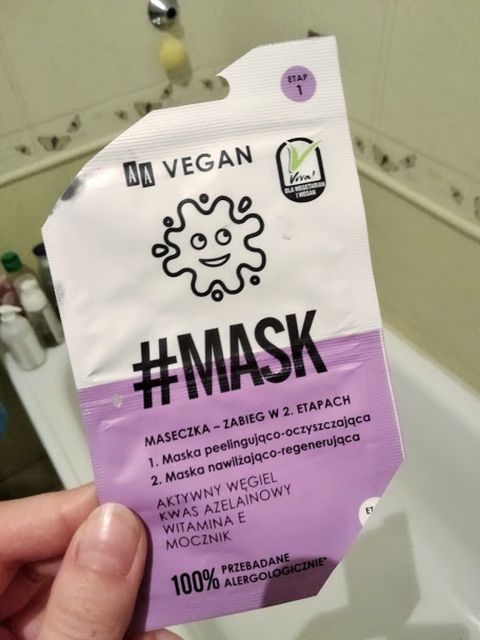 ETAP
1
AA VEGAN
Viva!
DLA WEGETARIAN
I WEGAN
#MASK
MASECZKA – ZABIEG W 2. ETAPACH
1. Maska peelingująco-oczyszczająca
2. Maska nawilżająco-regenerująca
AKTYWNY WĘGIEL
KWAS AZELAINOWY
WITAMINA E
MOCZNIK
100% PRZEBADANE
ALERGOLOGICZNIE*